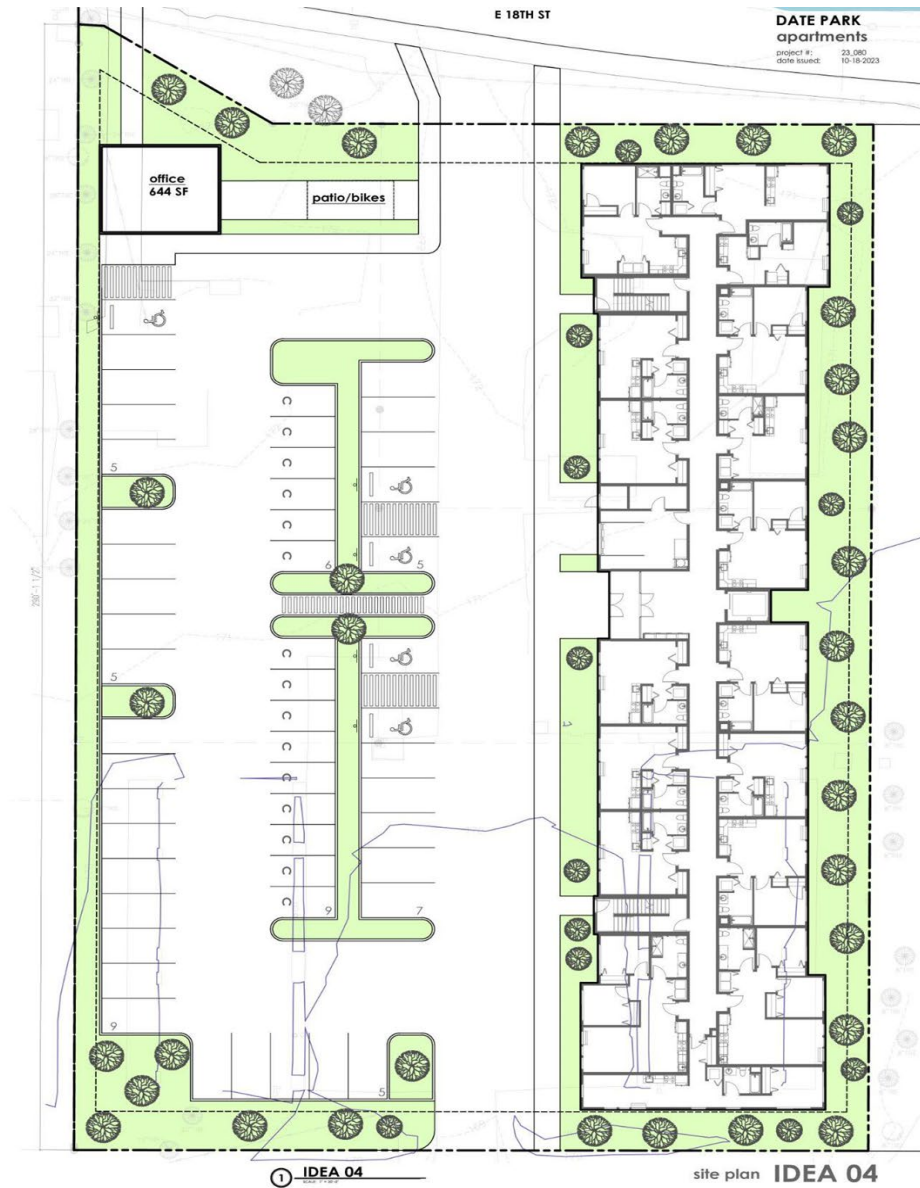 E 18TH ST
DATE PARK
apartments
project #: 23_080
date issued: 10-18-2023
office
644 SF
patio/bikes
5
C
C
C
C
C
C
6
5
5
C
C
C
C
C
C
C
C
C
9
7
9
5
1 IDEA 04
site plan IDEA 04